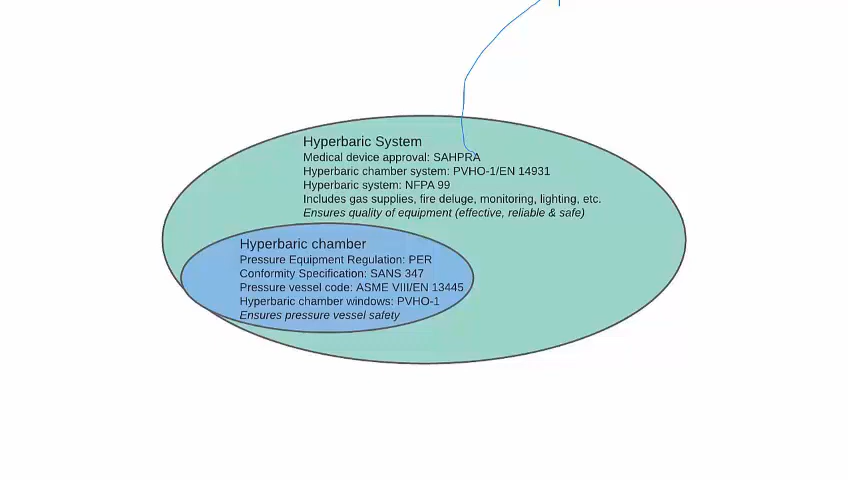 Hyperbaric System
Medical device approval: SAHPRA
Hyperbaric chamber system: PVHO-1/EN 14931
Hyperbaric system: NFPA 99
Includes gas supplies, fire deluge, monitoring, lighting, etc.
Ensures quality of equipment (effective, reliable & safe)
Hyperbaric chamber
Pressure Equipment Regulation: PER
Conformity Specification: SANS 347
Pressure vessel code: ASME VIII/EN 13445
Hyperbaric chamber windows: PVHO-1
Ensures pressure vessel safety